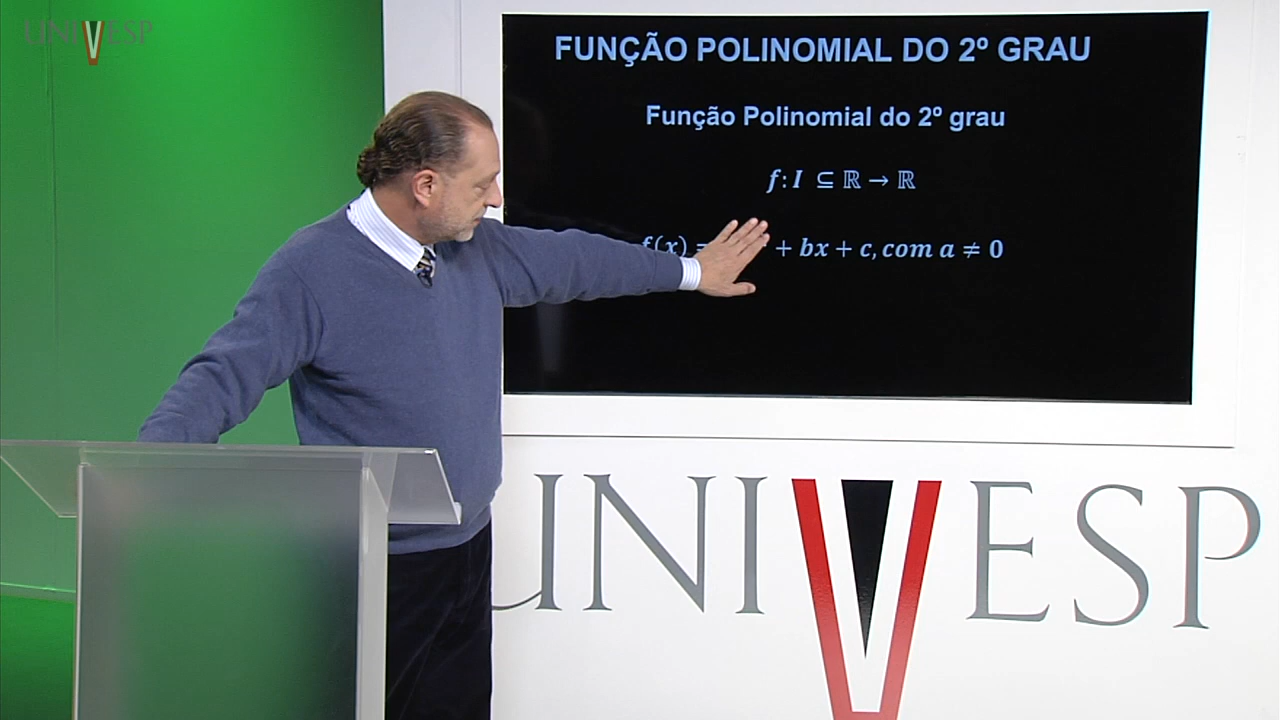 UNIVESP
FUNÇÃO POLINOMIAL DO 2º GRAU
Função Polinomial do 2º grau
f: I ⊆ ℝ → ℝ
f(x) = + bx + c, com a ≠ 0
UNIVESP